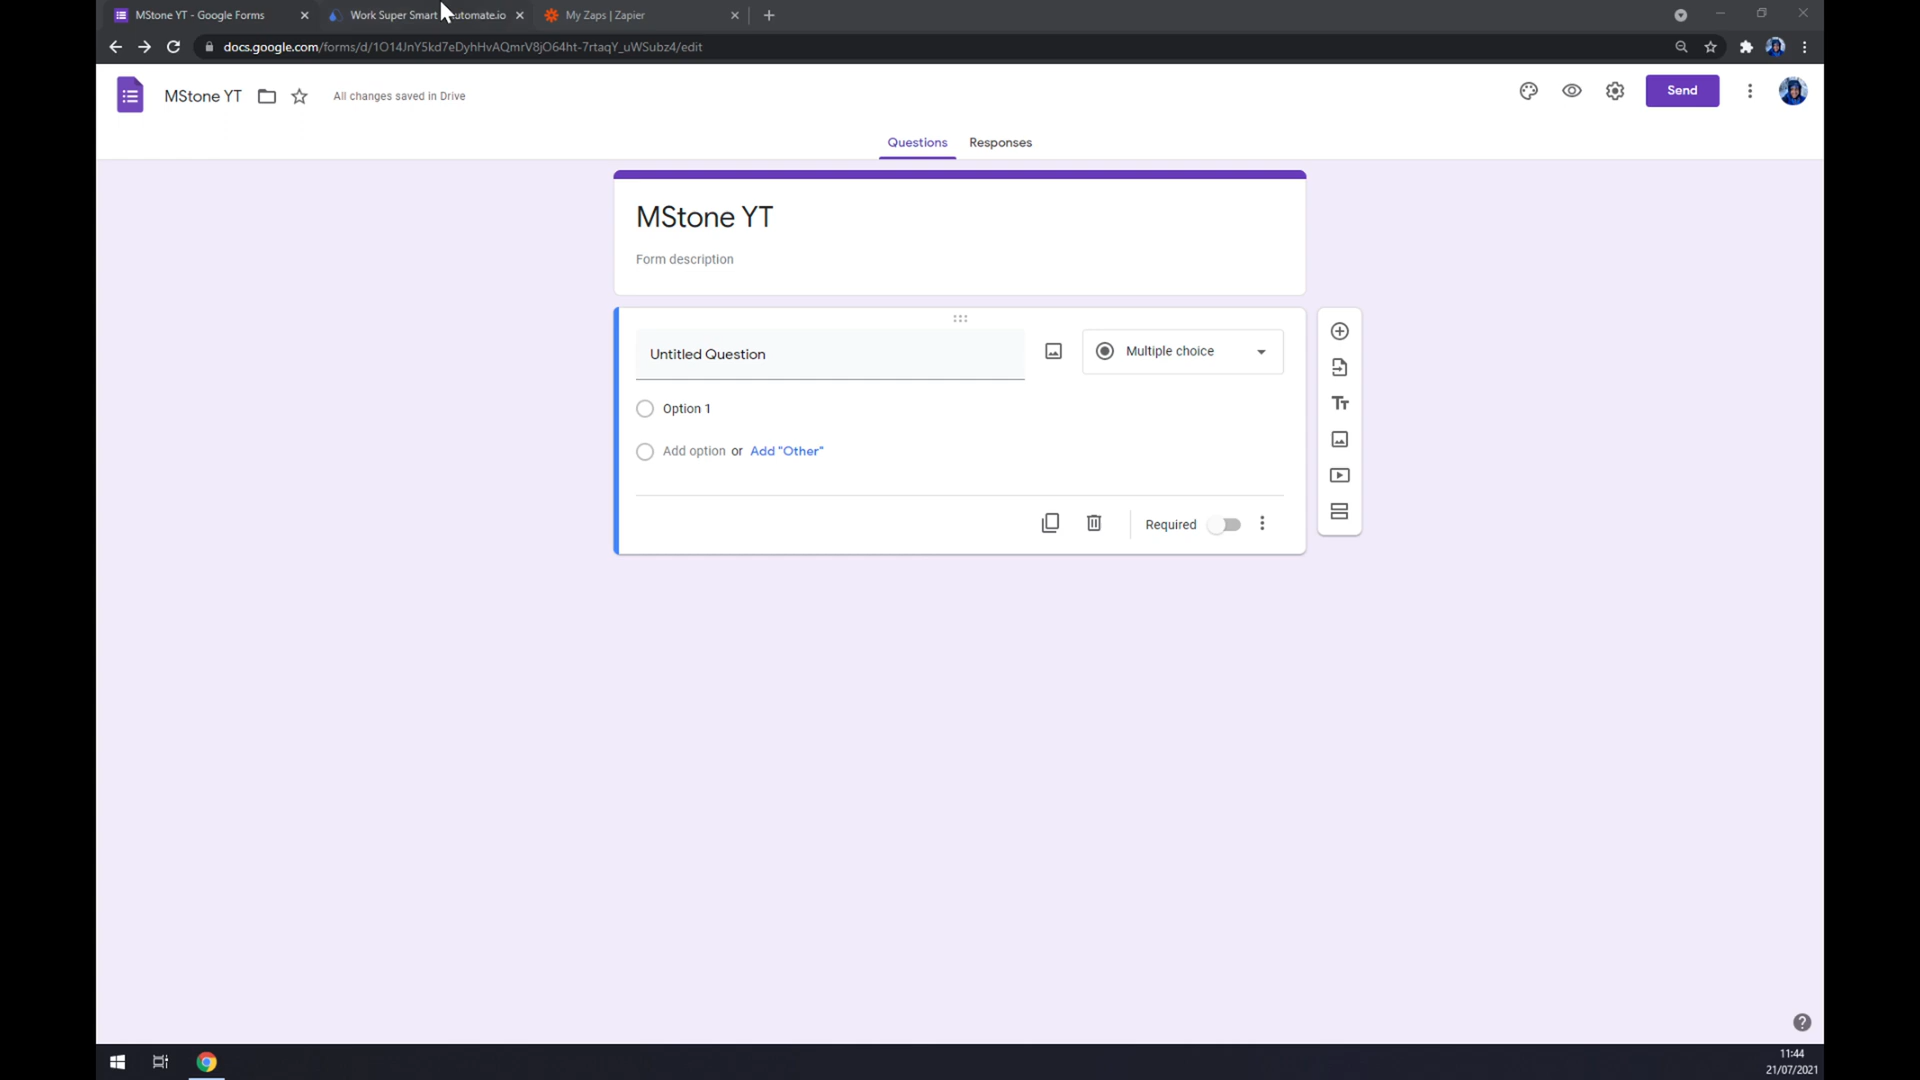 MStone YT - Google Forms
Work Super Smart
utomate.io
My Zaps | Zapier
docs.google.com/forms/d/1O14JnY5kd7eDyhHvAQmrV8jO64ht-7rtaqY_uWSubz4/edit
MStone YT
All changes saved in Drive
Send
Questions
Responses
MStone YT
Form description
Untitled Question
Multiple choice
Option 1
Add option or Add "Other"
Required
11:44
21/07/2021